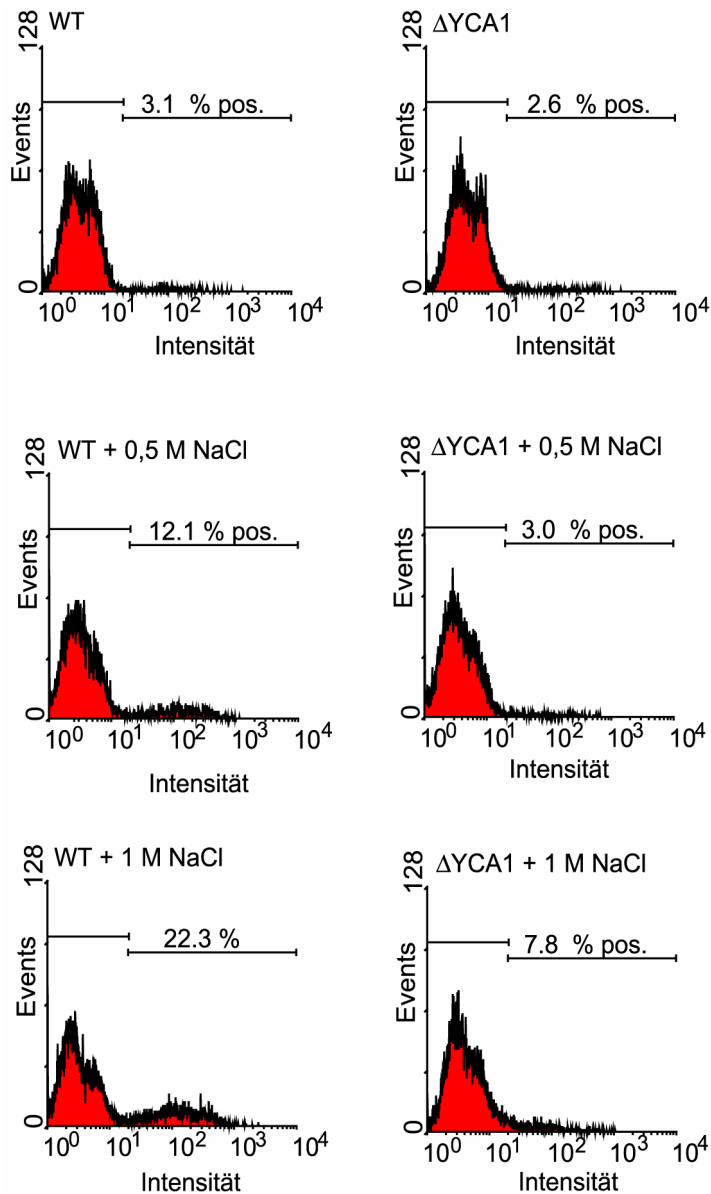 WT
128
Events
0
3.1 % pos.
10^0 10^1 10^2 10^3 10^4
Intensität
ΔYCA1
128
Events
0
2.6 % pos.
10^0 10^1 10^2 10^3 10^4
Intensität
WT + 0,5 M NaCl
128
Events
0
12.1 % pos.
10^0 10^1 10^2 10^3 10^4
Intensität
ΔYCA1 + 0,5 M NaCl
128
Events
0
3.0 % pos.
10^0 10^1 10^2 10^3 10^4
Intensität
WT + 1 M NaCl
128
Events
0
22.3 %
10^0 10^1 10^2 10^3 10^4
Intensität
ΔYCA1 + 1 M NaCl
128
Events
0
7.8 % pos.
10^0 10^1 10^2 10^3 10^4
Intensität